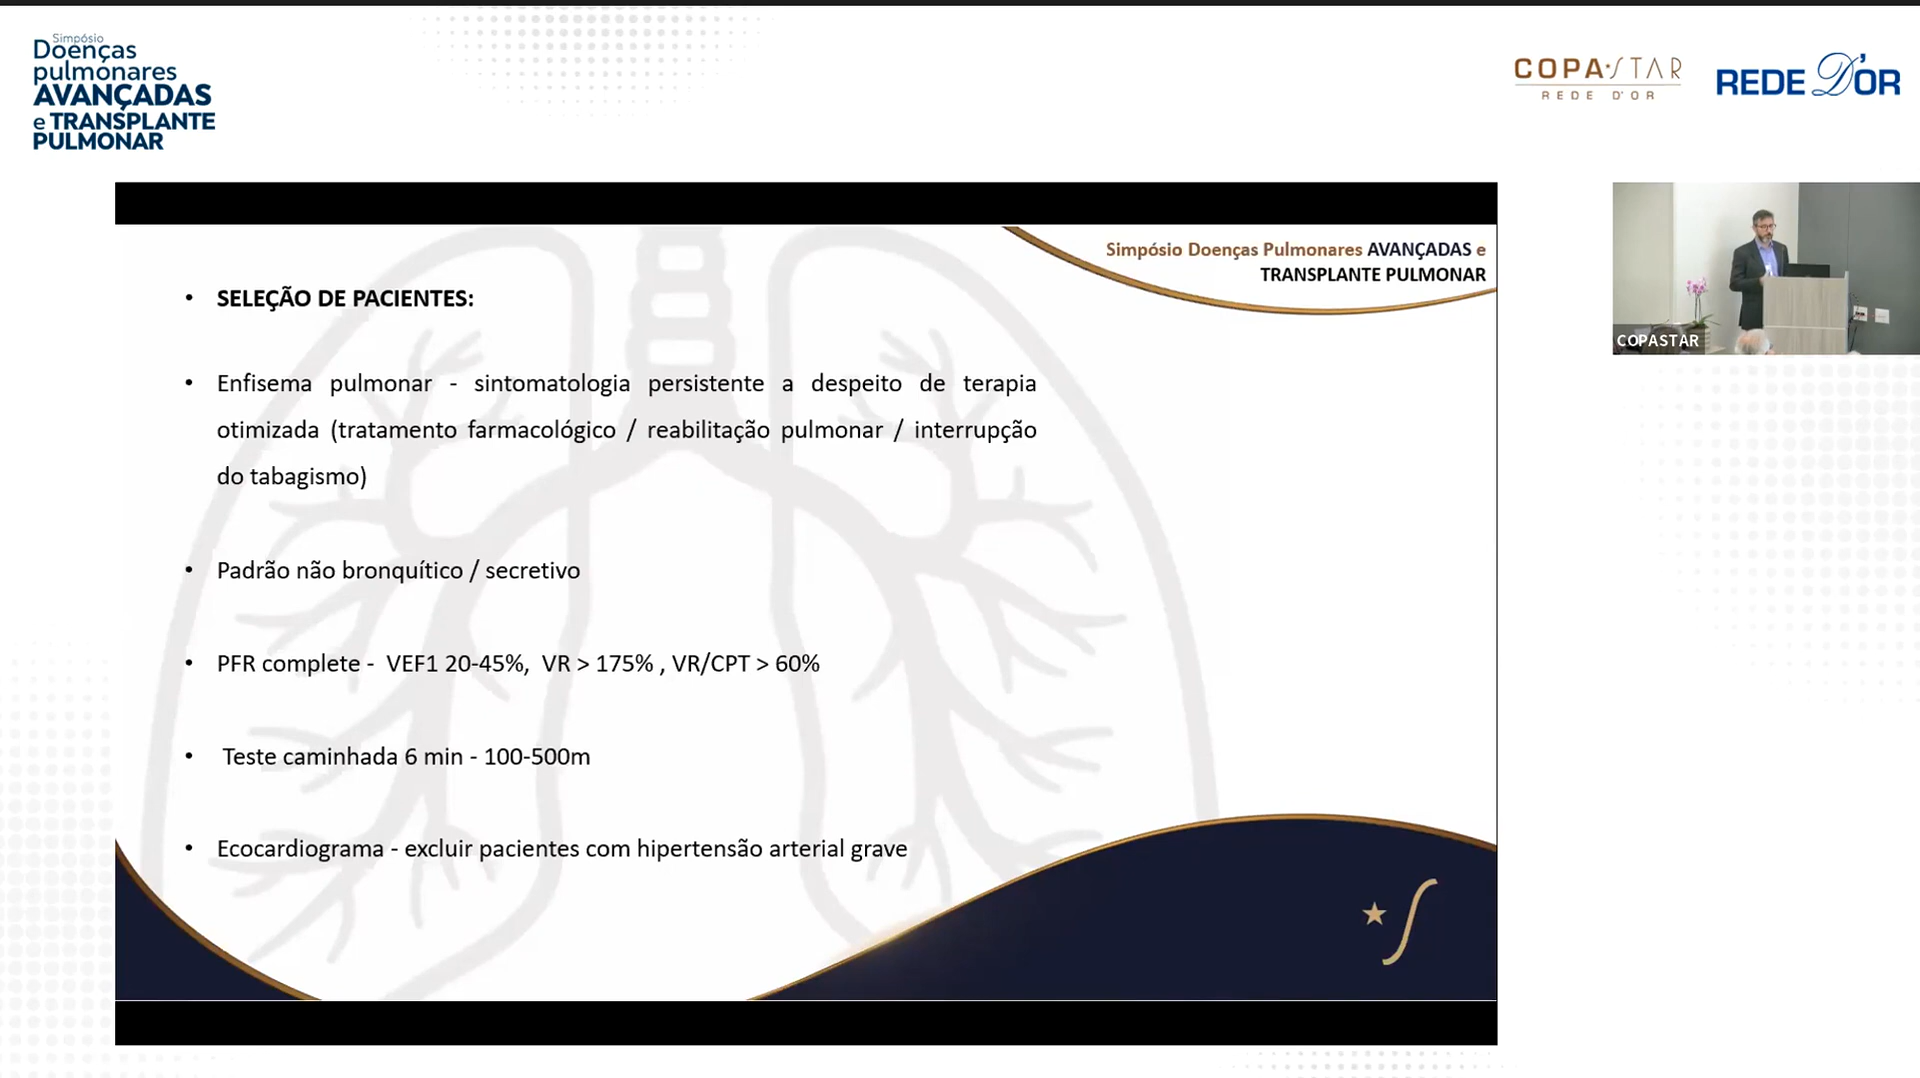 Simpósio
Doenças
pulmonares
AVANÇADAS
e TRANSPLANTE
PULMONAR
COPA STAR
REDE D'OR
REDE D'OR
Simpósio Doenças Pulmonares AVANÇADAS e
TRANSPLANTE PULMONAR
• SELEÇÃO DE PACIENTES:
• Enfisema pulmonar - sintomatologia persistente a despeito de terapia
otimizada (tratamento farmacológico / reabilitação pulmonar / interrupção
do tabagismo)
• Padrão não bronquítico / secretivo
• PFR complete - VEF1 20-45%, VR > 175% , VR/CPT > 60%
• Teste caminhada 6 min - 100-500m
• Ecocardiograma - excluir pacientes com hipertensão arterial grave
COPASTAR